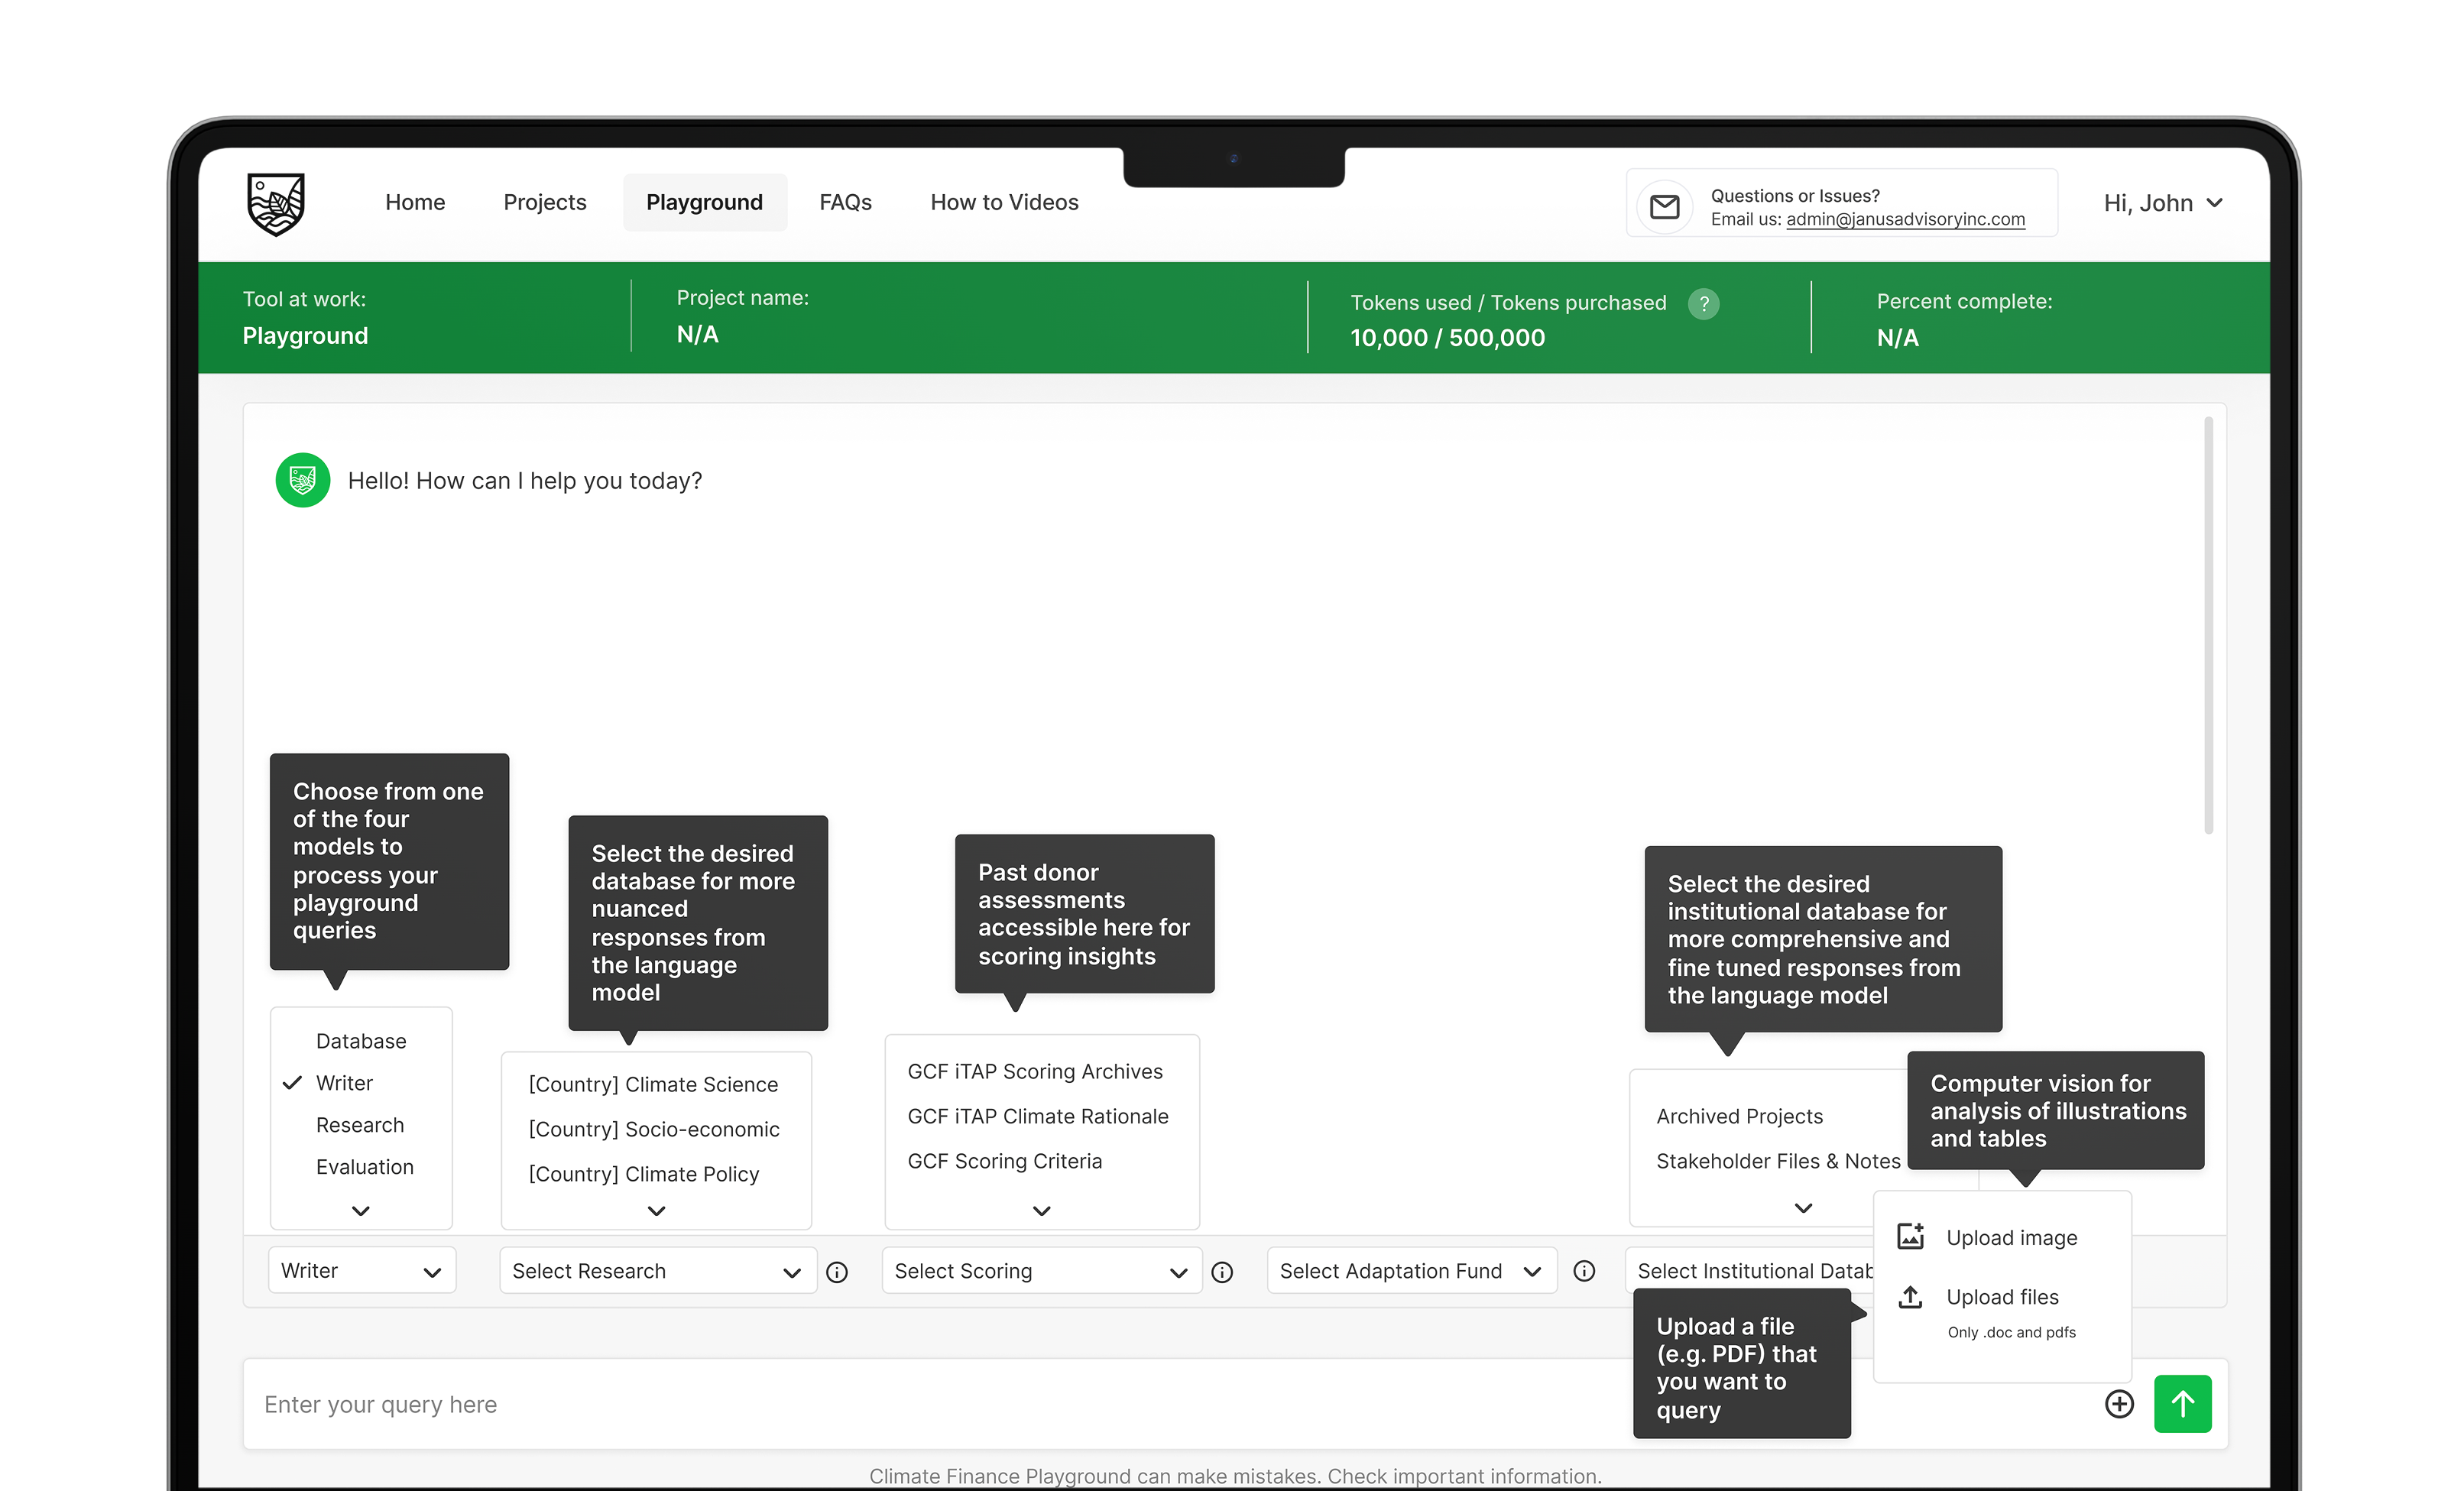 Home
Projects
Playground
FAQs
How to Videos
Questions or Issues?
Email us: admin@janusadvisoryinc.com
Hi, John
Tool at work:
Playground
Project name:
N/A
Tokens used / Tokens purchased
?
10,000 / 500,000
Percent complete:
N/A
Hello! How can I help you today?
Choose from one
of the four
models to
process your
playground
queries
Select the desired
database for more
nuanced
responses from
the language
model
Past donor
assessments
accessible here for
scoring insights
Select the desired
institutional database for
more comprehensive and
fine tuned responses from
the language model
Computer vision for
analysis of illustrations
and tables
Database
Writer
Research
Evaluation
[Country] Climate Science
[Country] Socio-economic
[Country] Climate Policy
GCF iTAP Scoring Archives
GCF iTAP Climate Rationale
GCF Scoring Criteria
Archived Projects
Stakeholder Files & Notes
Upload image
Upload files
Only .doc and pdfs
Writer
Select Research
Select Scoring
Select Adaptation Fund
Select Institutional Datab
Upload a file
(e.g. PDF) that
you want to
query
Enter your query here
Climate Finance Playground can make mistakes. Check important information.